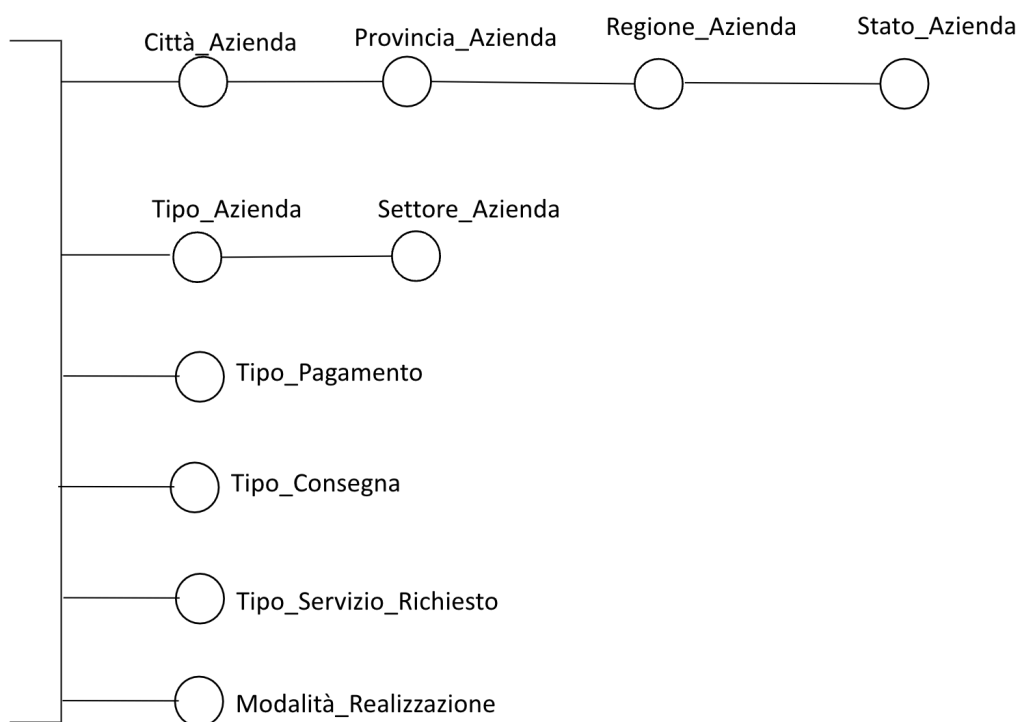 Città_Azienda
Provincia_Azienda
Regione_Azienda
Stato_Azienda
Tipo_Azienda
Settore_Azienda
Tipo_Pagamento
Tipo_Consegna
Tipo_Servizio_Richiesto
Modalità_Realizzazione